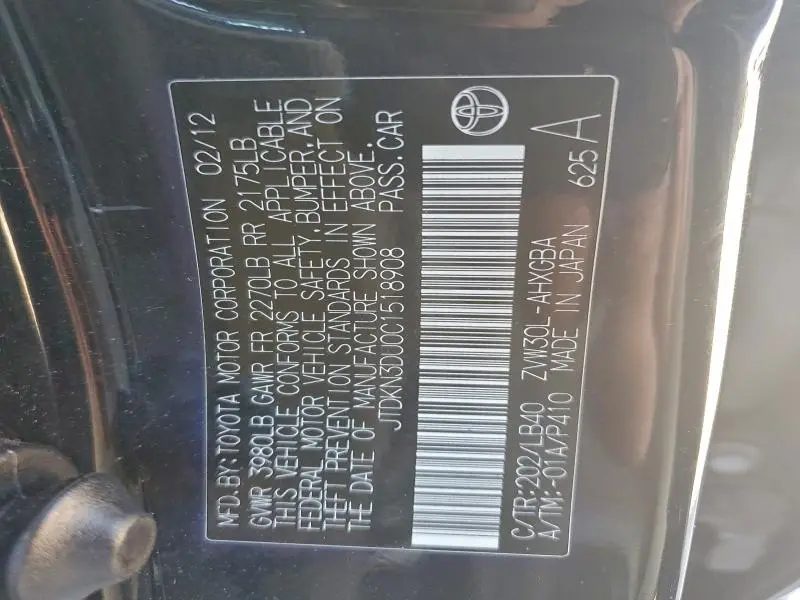 MFD. BY: TOYOTA MOTOR CORPORATION 02/12
GVWR 3980LB GAWR FR 2270LB RR 2175LB
THIS VEHICLE CONFORMS TO ALL APPLICABLE
FEDERAL MOTOR VEHICLE SAFETY, BUMPER, AND
THEFT PREVENTION STANDARDS IN EFFECT ON
THE DATE OF MANUFACTURE SHOWN ABOVE.
JTDKN3DU0C1518908 PASS. CAR
C/TR: 202/LB40 ZVW30L-AHXGBA
A/TM: -01A/P410 MADE IN JAPAN 625 A